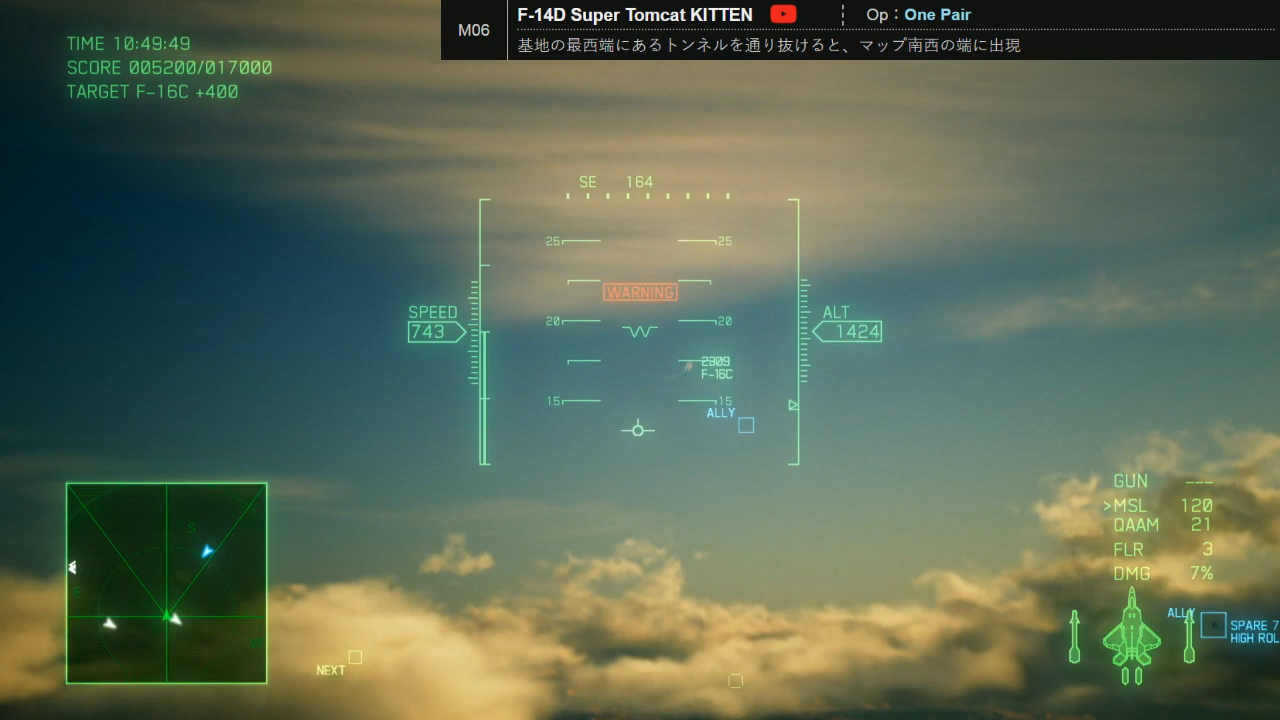 M06
F-14D Super Tomcat KITTEN
Op：One Pair
基地の最西端にあるトンネルを通り抜けると、マップ南西の端に出現
TIME 10:49:49
SCORE 005200/017000
TARGET F-16C +400
SE 164
25 25
WARNING
SPEED
743
ALT
1424
20 20
2309
F-16C
15 15
ALLY
S
GUN ---
>MSL 120
QAAM 21
FLR 3
DMG 7%
ALLY
SPARE 7
HIGH ROL
NEXT